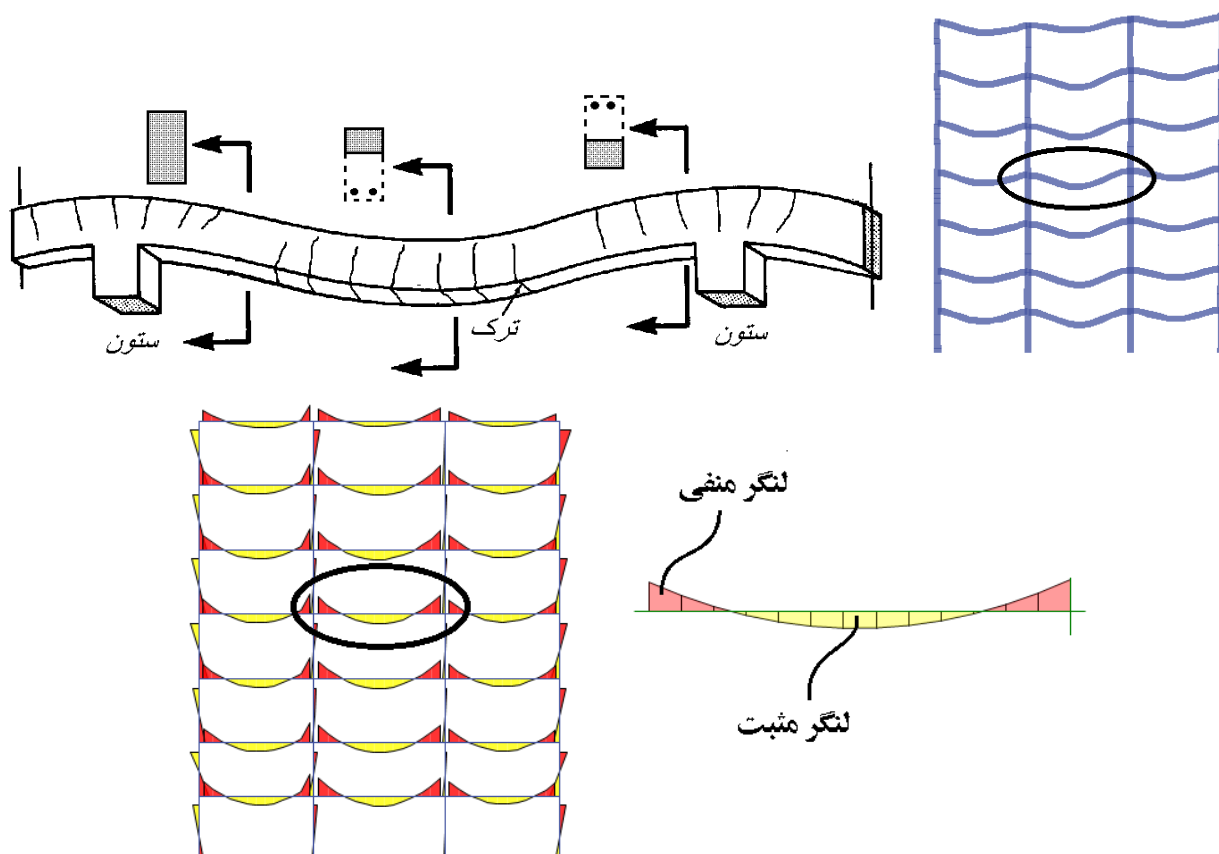 ستون
ترک
ستون
لنگر منفی
لنگر مثبت